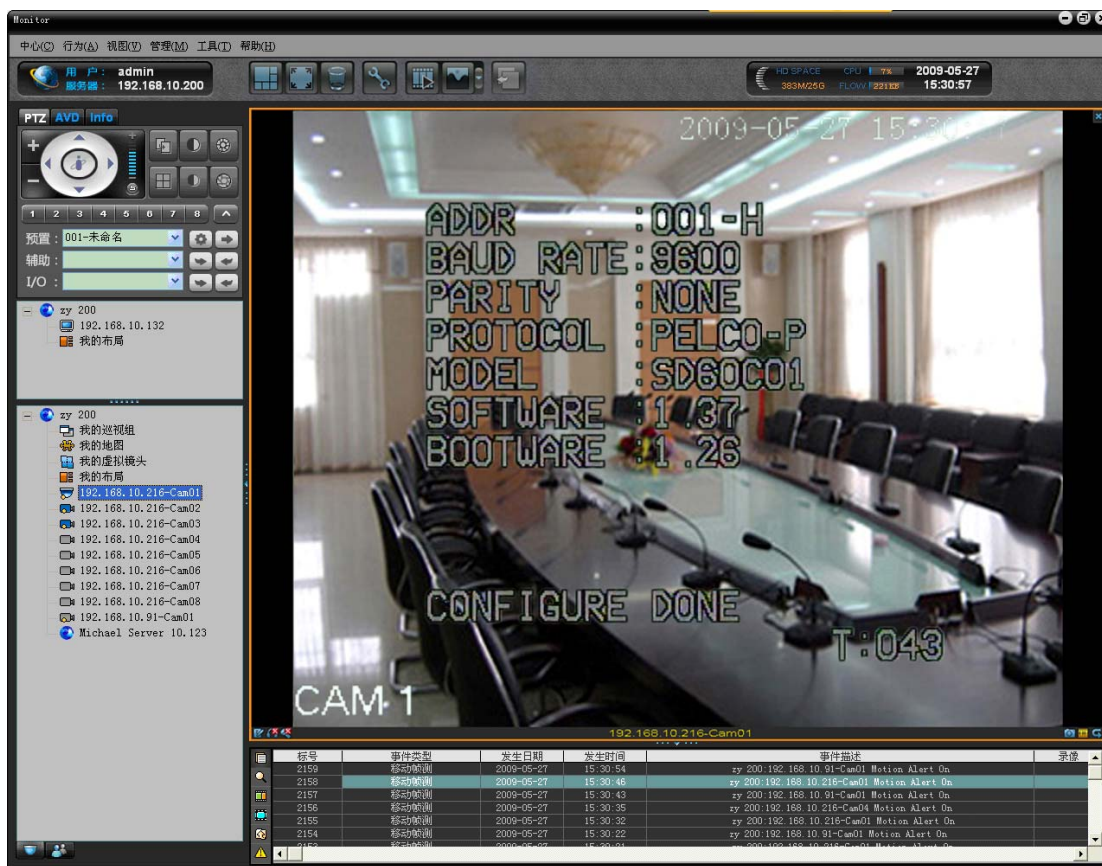 Monitor
中心(C) 行为(A) 视图(V) 管理(M) 工具(T) 帮助(H)
用 户： admin
服务器： 192.168.10.200
HD SPACE CPU 7% 2009-05-27
383M/25G FLOW 221KB 15:30:57
PTZ AVD Info
1 2 3 4 5 6 7 8
预置： 001-未命名
辅助：
I/O ：
zy 200
192.168.10.132
我的布局
zy 200
我的巡视组
我的地图
我的虚拟镜头
我的布局
192.168.10.216-Cam01
192.168.10.216-Cam02
192.168.10.216-Cam03
192.168.10.216-Cam04
192.168.10.216-Cam05
192.168.10.216-Cam06
192.168.10.216-Cam07
192.168.10.216-Cam08
192.168.10.91-Cam01
Michael Server 10.123
2009-05-27 15:30:
ADDR :001-H
BAUD RATE:9600
PARITY :NONE
PROTOCOL :PELCO-P
MODEL :SD60C01
SOFTWARE :1.37
BOOTWARE :1.26
CONFIGURE DONE
T:043
CAM 1
192.168.10.216-Cam01
标号 事件类型 发生日期 发生时间 事件描述 录像
2159 移动帧测 2009-05-27 15:30:54 zy 200:192.168.10.91-Cam01 Motion Alert On
2158 移动帧测 2009-05-27 15:30:46 zy 200:192.168.10.216-Cam01 Motion Alert On
2157 移动帧测 2009-05-27 15:30:43 zy 200:192.168.10.91-Cam01 Motion Alert On
2156 移动帧测 2009-05-27 15:30:35 zy 200:192.168.10.216-Cam04 Motion Alert On
2155 移动帧测 2009-05-27 15:30:32 zy 200:192.168.10.216-Cam01 Motion Alert On
2154 移动帧测 2009-05-27 15:30:22 zy 200:192.168.10.91-Cam01 Motion Alert On